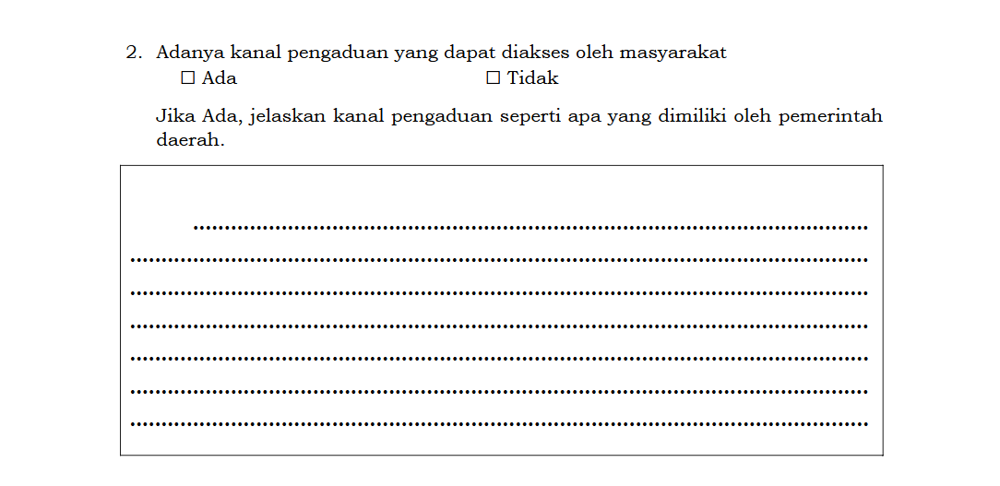 2. Adanya kanal pengaduan yang dapat diakses oleh masyarakat
☐ Ada ☐ Tidak
Jika Ada, jelaskan kanal pengaduan seperti apa yang dimiliki oleh pemerintah
daerah.